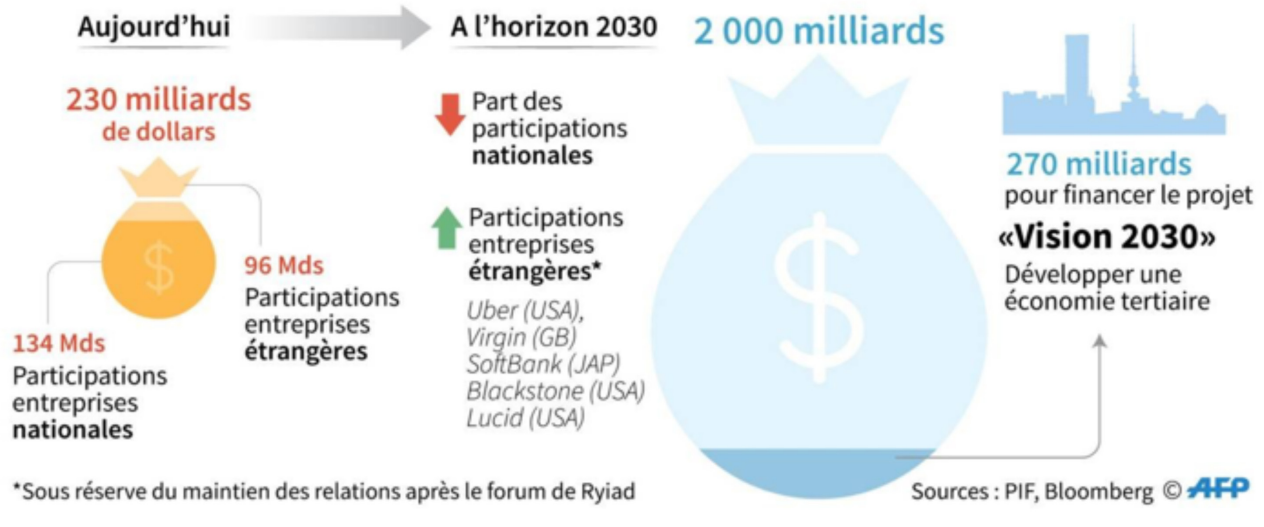 Aujourd’hui
230 milliards
de dollars
$
96 Mds
Participations
entreprises
étrangères
134 Mds
Participations
entreprises
nationales
A l’horizon 2030
Part des
participations
nationales
Participations
entreprises
étrangères*
Uber (USA),
Virgin (GB)
SoftBank (JAP)
Blackstone (USA)
Lucid (USA)
2 000 milliards
$
270 milliards
pour financer le projet
«Vision 2030»
Développer une
économie tertiaire
*Sous réserve du maintien des relations après le forum de Ryiad
Sources : PIF, Bloomberg © AFP